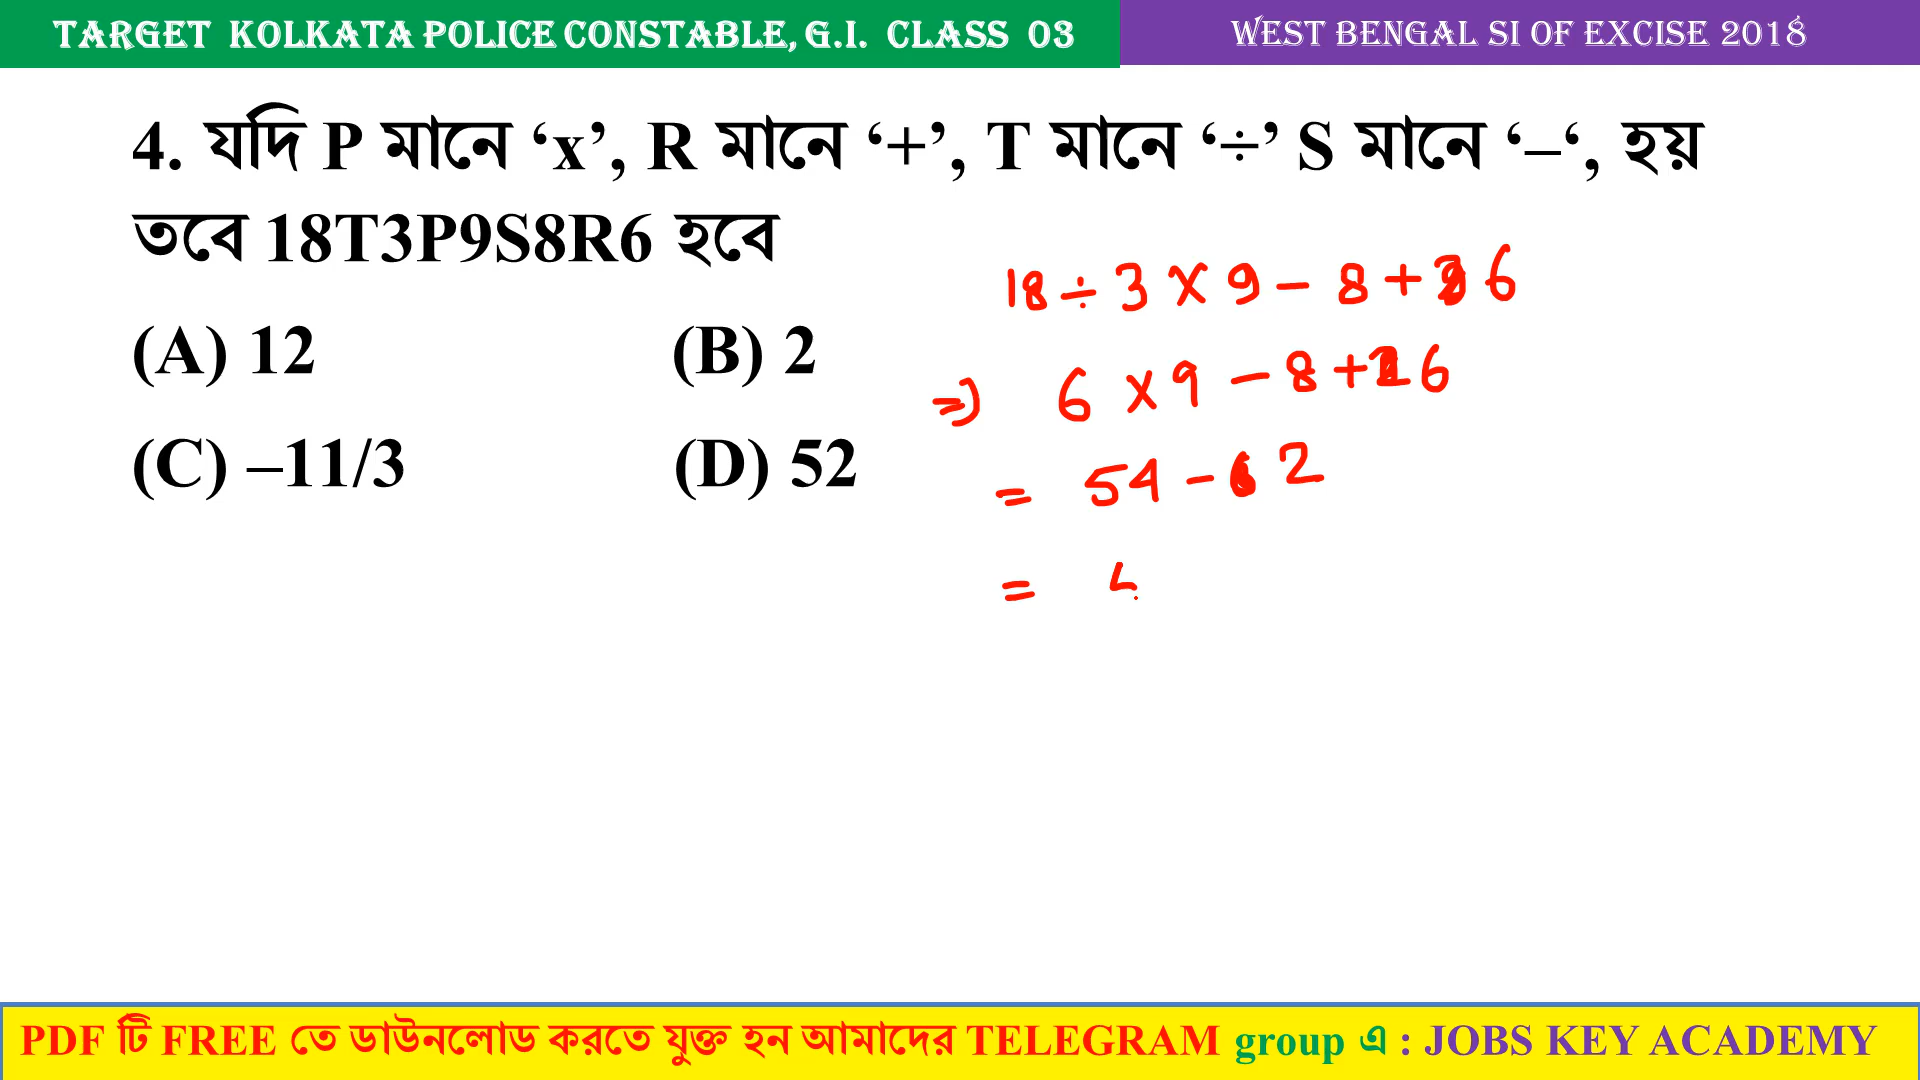 TARGET KOLKATA POLICE CONSTABLE, G.I. CLASS 03
WEST BENGAL SI OF EXCISE 2018
4. যদি P মানে ‘x’, R মানে ‘+’, T মানে ‘÷’ S মানে ‘–‘, হয়
তবে 18T3P9S8R6 হবে
(A) 12 (B) 2
(C) –11/3 (D) 52
18 ÷ 3 × 9 – 8 + 6
⇒ 6 × 9 – 8 + 6
= 54 – 2
=
PDF টি FREE তে ডাউনলোড করতে যুক্ত হন আমাদের TELEGRAM group এ : JOBS KEY ACADEMY